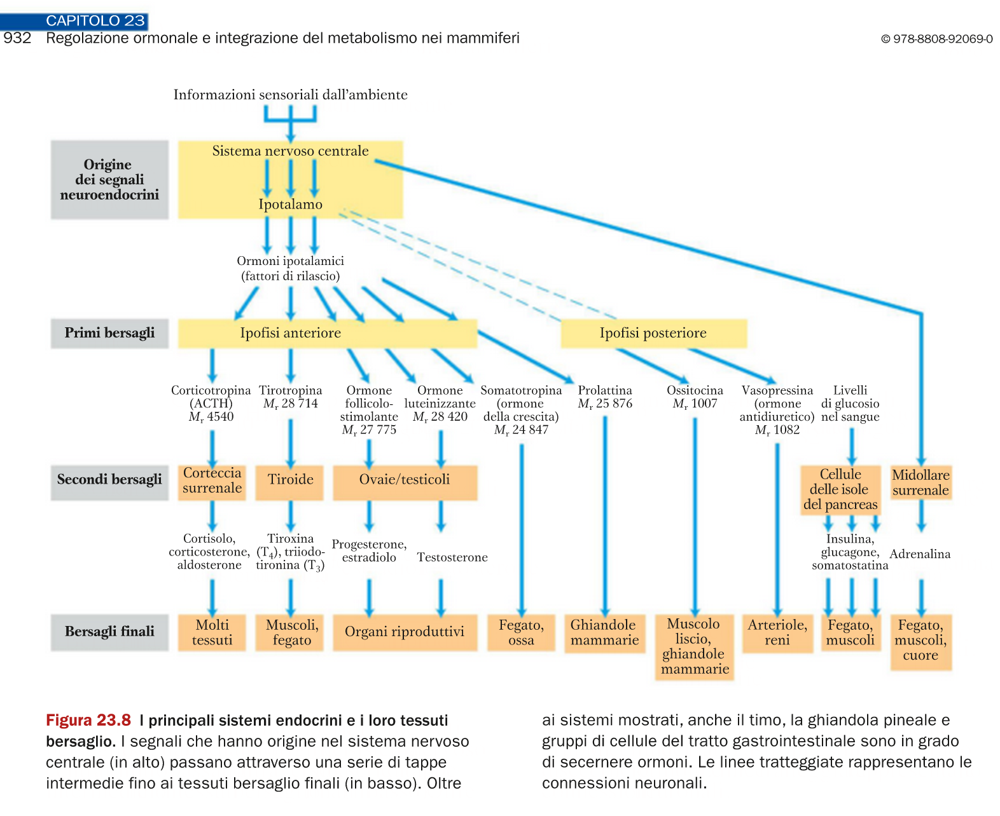 CAPITOLO 23
932 Regolazione ormonale e integrazione del metabolismo nei mammiferi
© 978-8808-92069-0
Informazioni sensoriali dall'ambiente
Origine
dei segnali
neuroendocrini
Sistema nervoso centrale
Ipotalamo
Ormoni ipotalamici
(fattori di rilascio)
Primi bersagli
Ipofisi anteriore
Ipofisi posteriore
Corticotropina
(ACTH)
Mr 4540
Tirotropina
Mr 28 714
Ormone
follicolo-
stimolante
Mr 27 775
Ormone
luteinizzante
Mr 28 420
Somatotropina
(ormone
della crescita)
Mr 24 847
Prolattina
Mr 25 876
Ossitocina
Mr 1007
Vasopressina
(ormone
antidiuretico)
Mr 1082
Livelli
di glucosio
nel sangue
Secondi bersagli
Corteccia
surrenale
Tiroide
Ovaie/testicoli
Cellule
delle isole
del pancreas
Midollare
surrenale
Cortisolo,
corticosterone,
aldosterone
Tiroxina
(T4), triiodo-
tironina (T3)
Progesterone,
estradiolo
Testosterone
Insulina,
glucagone,
somatostatina
Adrenalina
Bersagli finali
Molti
tessuti
Muscoli,
fegato
Organi riproduttivi
Fegato,
ossa
Ghiandole
mammarie
Muscolo
liscio,
ghiandole
mammarie
Arteriole,
reni
Fegato,
muscoli
Fegato,
muscoli,
cuore
Figura 23.8 I principali sistemi endocrini e i loro tessuti
bersaglio. I segnali che hanno origine nel sistema nervoso
centrale (in alto) passano attraverso una serie di tappe
intermedie fino ai tessuti bersaglio finali (in basso). Oltre
ai sistemi mostrati, anche il timo, la ghiandola pineale e
gruppi di cellule del tratto gastrointestinale sono in grado
di secernere ormoni. Le linee tratteggiate rappresentano le
connessioni neuronali.